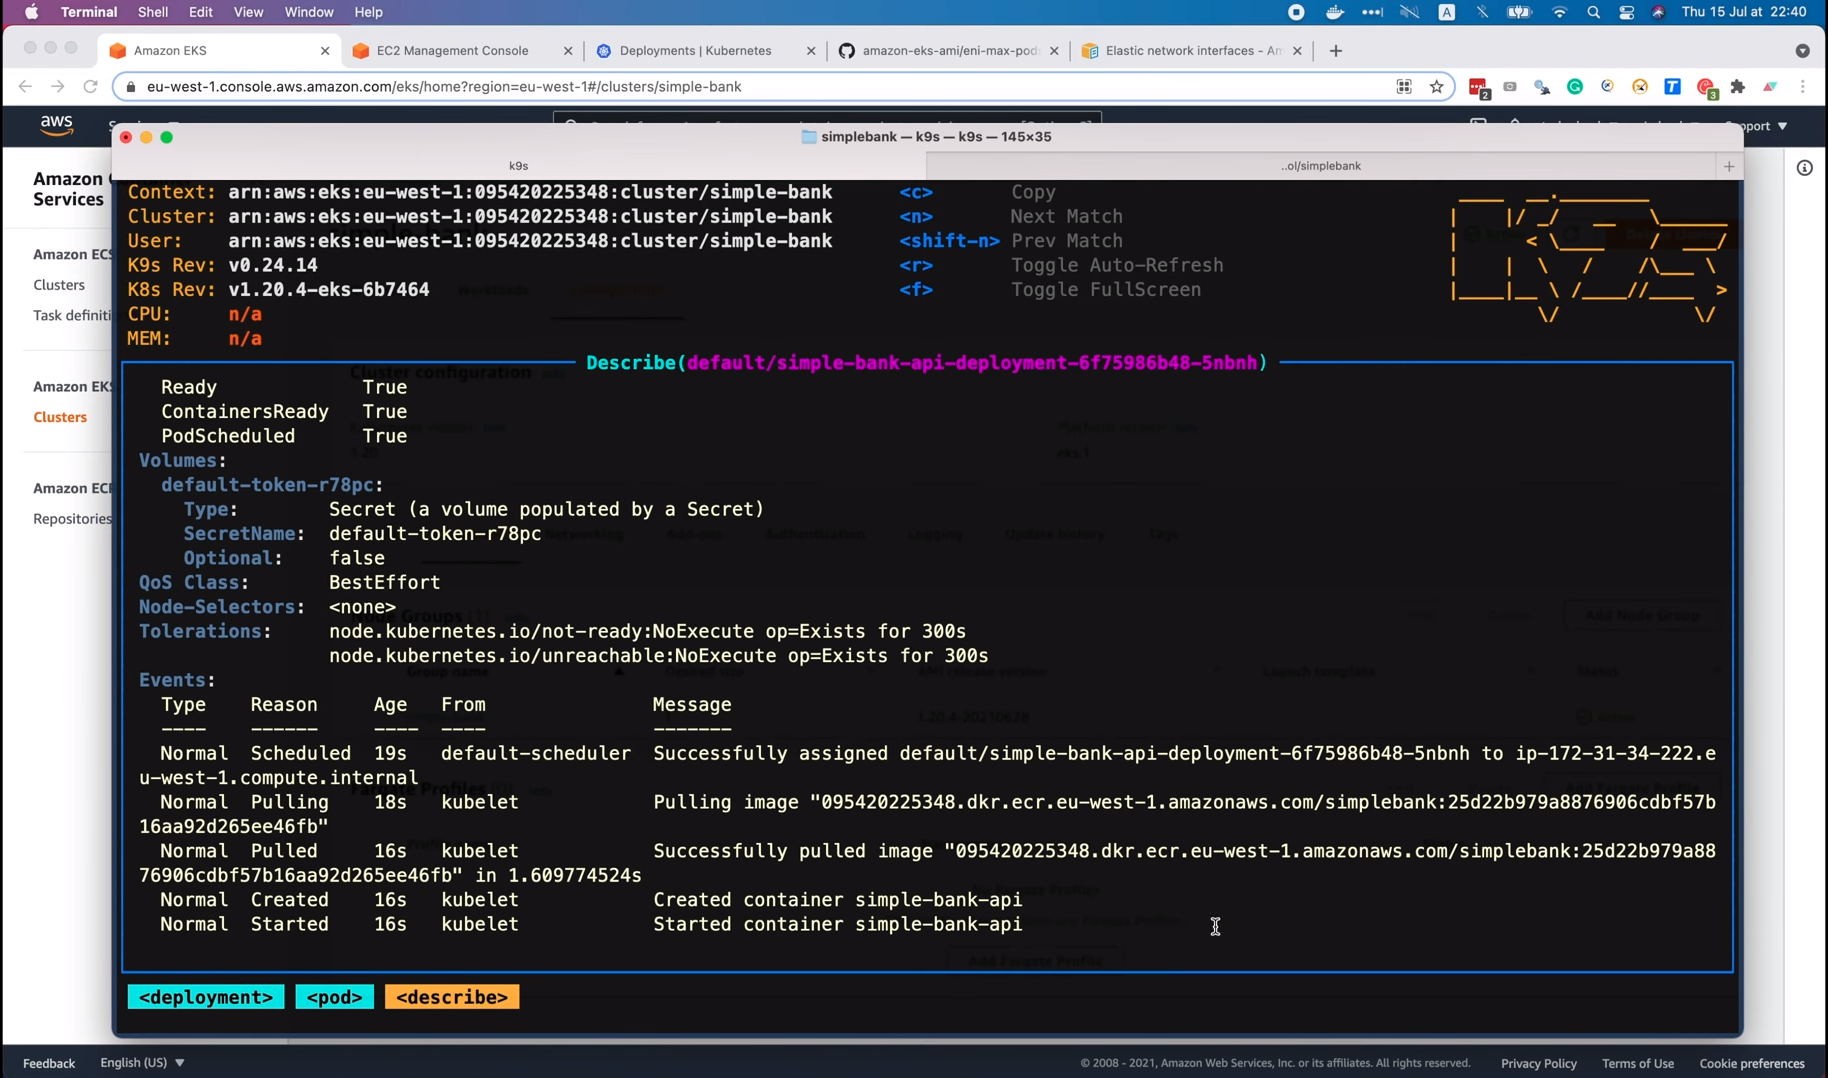 Terminal Shell Edit View Window Help Thu 15 Jul at 22:40
Amazon EKS EC2 Management Console Deployments | Kubernetes amazon-eks-ami/eni-max-pods Elastic network interfaces - Am
eu-west-1.console.aws.amazon.com/eks/home?region=eu-west-1#/clusters/simple-bank
aws
simplebank — k9s — k9s — 145×35
k9s ..ol/simplebank
Amazon
Services
Amazon ECS
Clusters
Task definiti
Amazon EKS
Clusters
Amazon ECR
Repositories
Context: arn:aws:eks:eu-west-1:095420225348:cluster/simple-bank <c> Copy
Cluster: arn:aws:eks:eu-west-1:095420225348:cluster/simple-bank <n> Next Match
User: arn:aws:eks:eu-west-1:095420225348:cluster/simple-bank <shift-n> Prev Match
K9s Rev: v0.24.14 <r> Toggle Auto-Refresh
K8s Rev: v1.20.4-eks-6b7464 <f> Toggle FullScreen
CPU: n/a
MEM: n/a
Describe(default/simple-bank-api-deployment-6f75986b48-5nbnh)
Ready True
ContainersReady True
PodScheduled True
Volumes:
default-token-r78pc:
Type: Secret (a volume populated by a Secret)
SecretName: default-token-r78pc
Optional: false
QoS Class: BestEffort
Node-Selectors: <none>
Tolerations: node.kubernetes.io/not-ready:NoExecute op=Exists for 300s
node.kubernetes.io/unreachable:NoExecute op=Exists for 300s
Events:
Type Reason Age From Message
---- ------ ---- ---- -------
Normal Scheduled 19s default-scheduler Successfully assigned default/simple-bank-api-deployment-6f75986b48-5nbnh to ip-172-31-34-222.e
u-west-1.compute.internal
Normal Pulling 18s kubelet Pulling image "095420225348.dkr.ecr.eu-west-1.amazonaws.com/simplebank:25d22b979a8876906cdbf57b
16aa92d265ee46fb"
Normal Pulled 16s kubelet Successfully pulled image "095420225348.dkr.ecr.eu-west-1.amazonaws.com/simplebank:25d22b979a88
76906cdbf57b16aa92d265ee46fb" in 1.609774524s
Normal Created 16s kubelet Created container simple-bank-api
Normal Started 16s kubelet Started container simple-bank-api
<deployment> <pod> <describe>
Feedback English (US) © 2008 - 2021, Amazon Web Services, Inc. or its affiliates. All rights reserved. Privacy Policy Terms of Use Cookie preferences